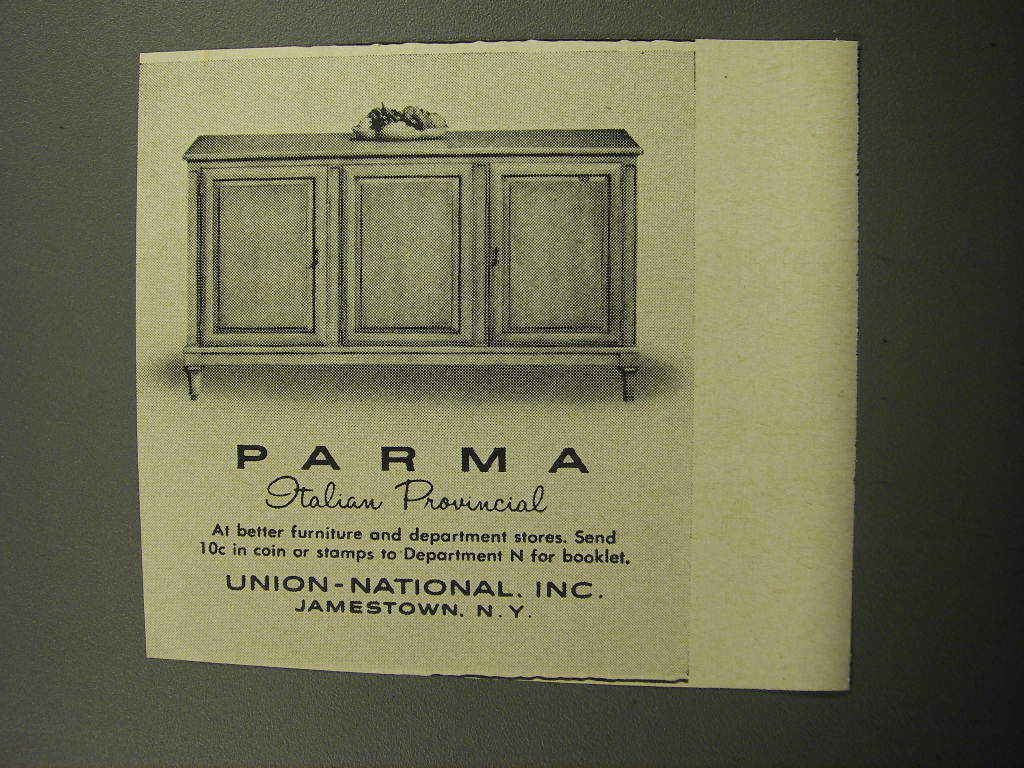 PARMA
Italian Provincial
At better furniture and department stores. Send
10c in coin or stamps to Department N for booklet.
UNION-NATIONAL, INC.
JAMESTOWN, N.Y.